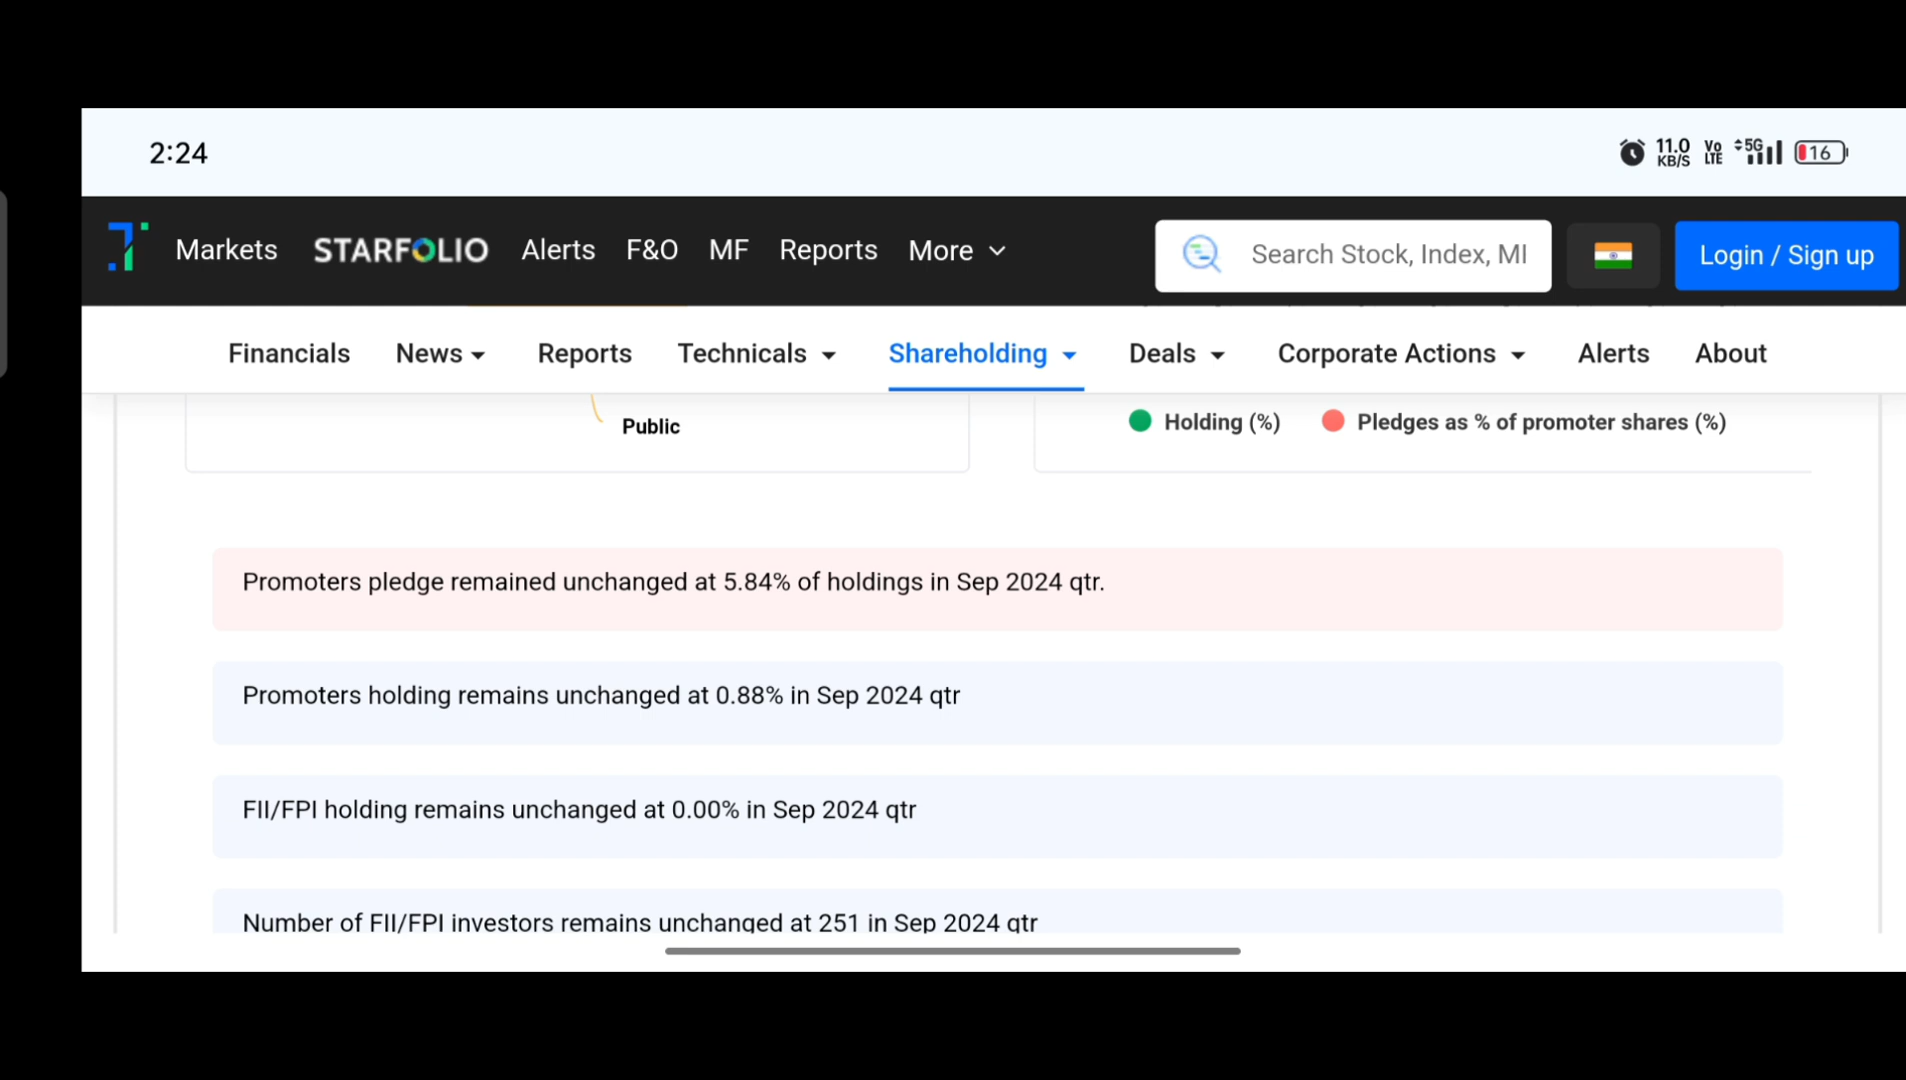 2:24
11.0 KB/S Vo LTE 5G 16
Markets STARFOLIO Alerts F&O MF Reports More Search Stock, Index, MI Login / Sign up
Financials News Reports Technicals Shareholding Deals Corporate Actions Alerts About
Public Holding (%) Pledges as % of promoter shares (%)
Promoters pledge remained unchanged at 5.84% of holdings in Sep 2024 qtr.
Promoters holding remains unchanged at 0.88% in Sep 2024 qtr
FII/FPI holding remains unchanged at 0.00% in Sep 2024 qtr
Number of FII/FPI investors remains unchanged at 251 in Sep 2024 qtr